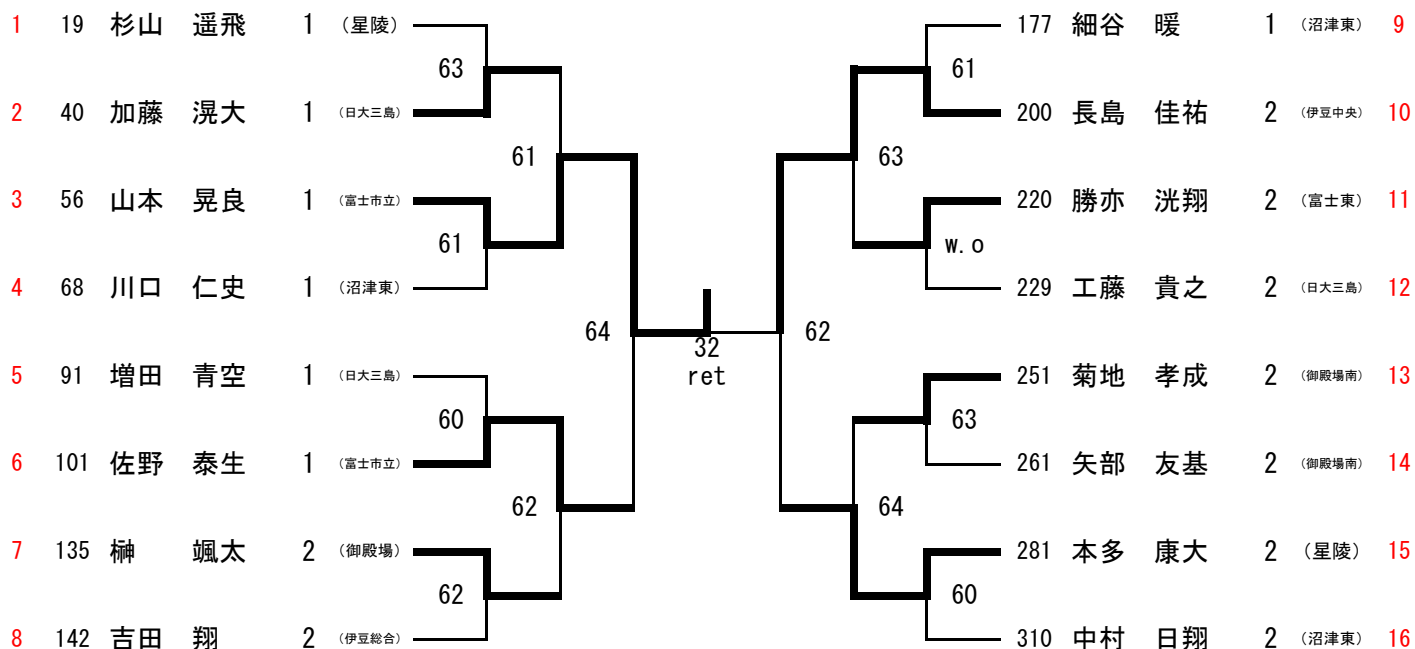 1 19 杉山 遥飛 1 (星陵)
63
2 40 加藤 滉大 1 (日大三島)
61
3 56 山本 晃良 1 (富士市立)
61
4 68 川口 仁史 1 (沼津東)
64
5 91 増田 青空 1 (日大三島)
60
6 101 佐野 泰生 1 (富士市立)
62
7 135 榊 颯太 2 (御殿場)
62
8 142 吉田 翔 2 (伊豆総合)
32
ret
177 細谷 暖 1 (沼津東) 9
61
200 長島 佳祐 2 (伊豆中央) 10
63
220 勝亦 洸翔 2 (富士東) 11
w.o
229 工藤 貴之 2 (日大三島) 12
62
251 菊地 孝成 2 (御殿場南) 13
63
261 矢部 友基 2 (御殿場南) 14
64
281 本多 康大 2 (星陵) 15
60
310 中村 日翔 2 (沼津東) 16